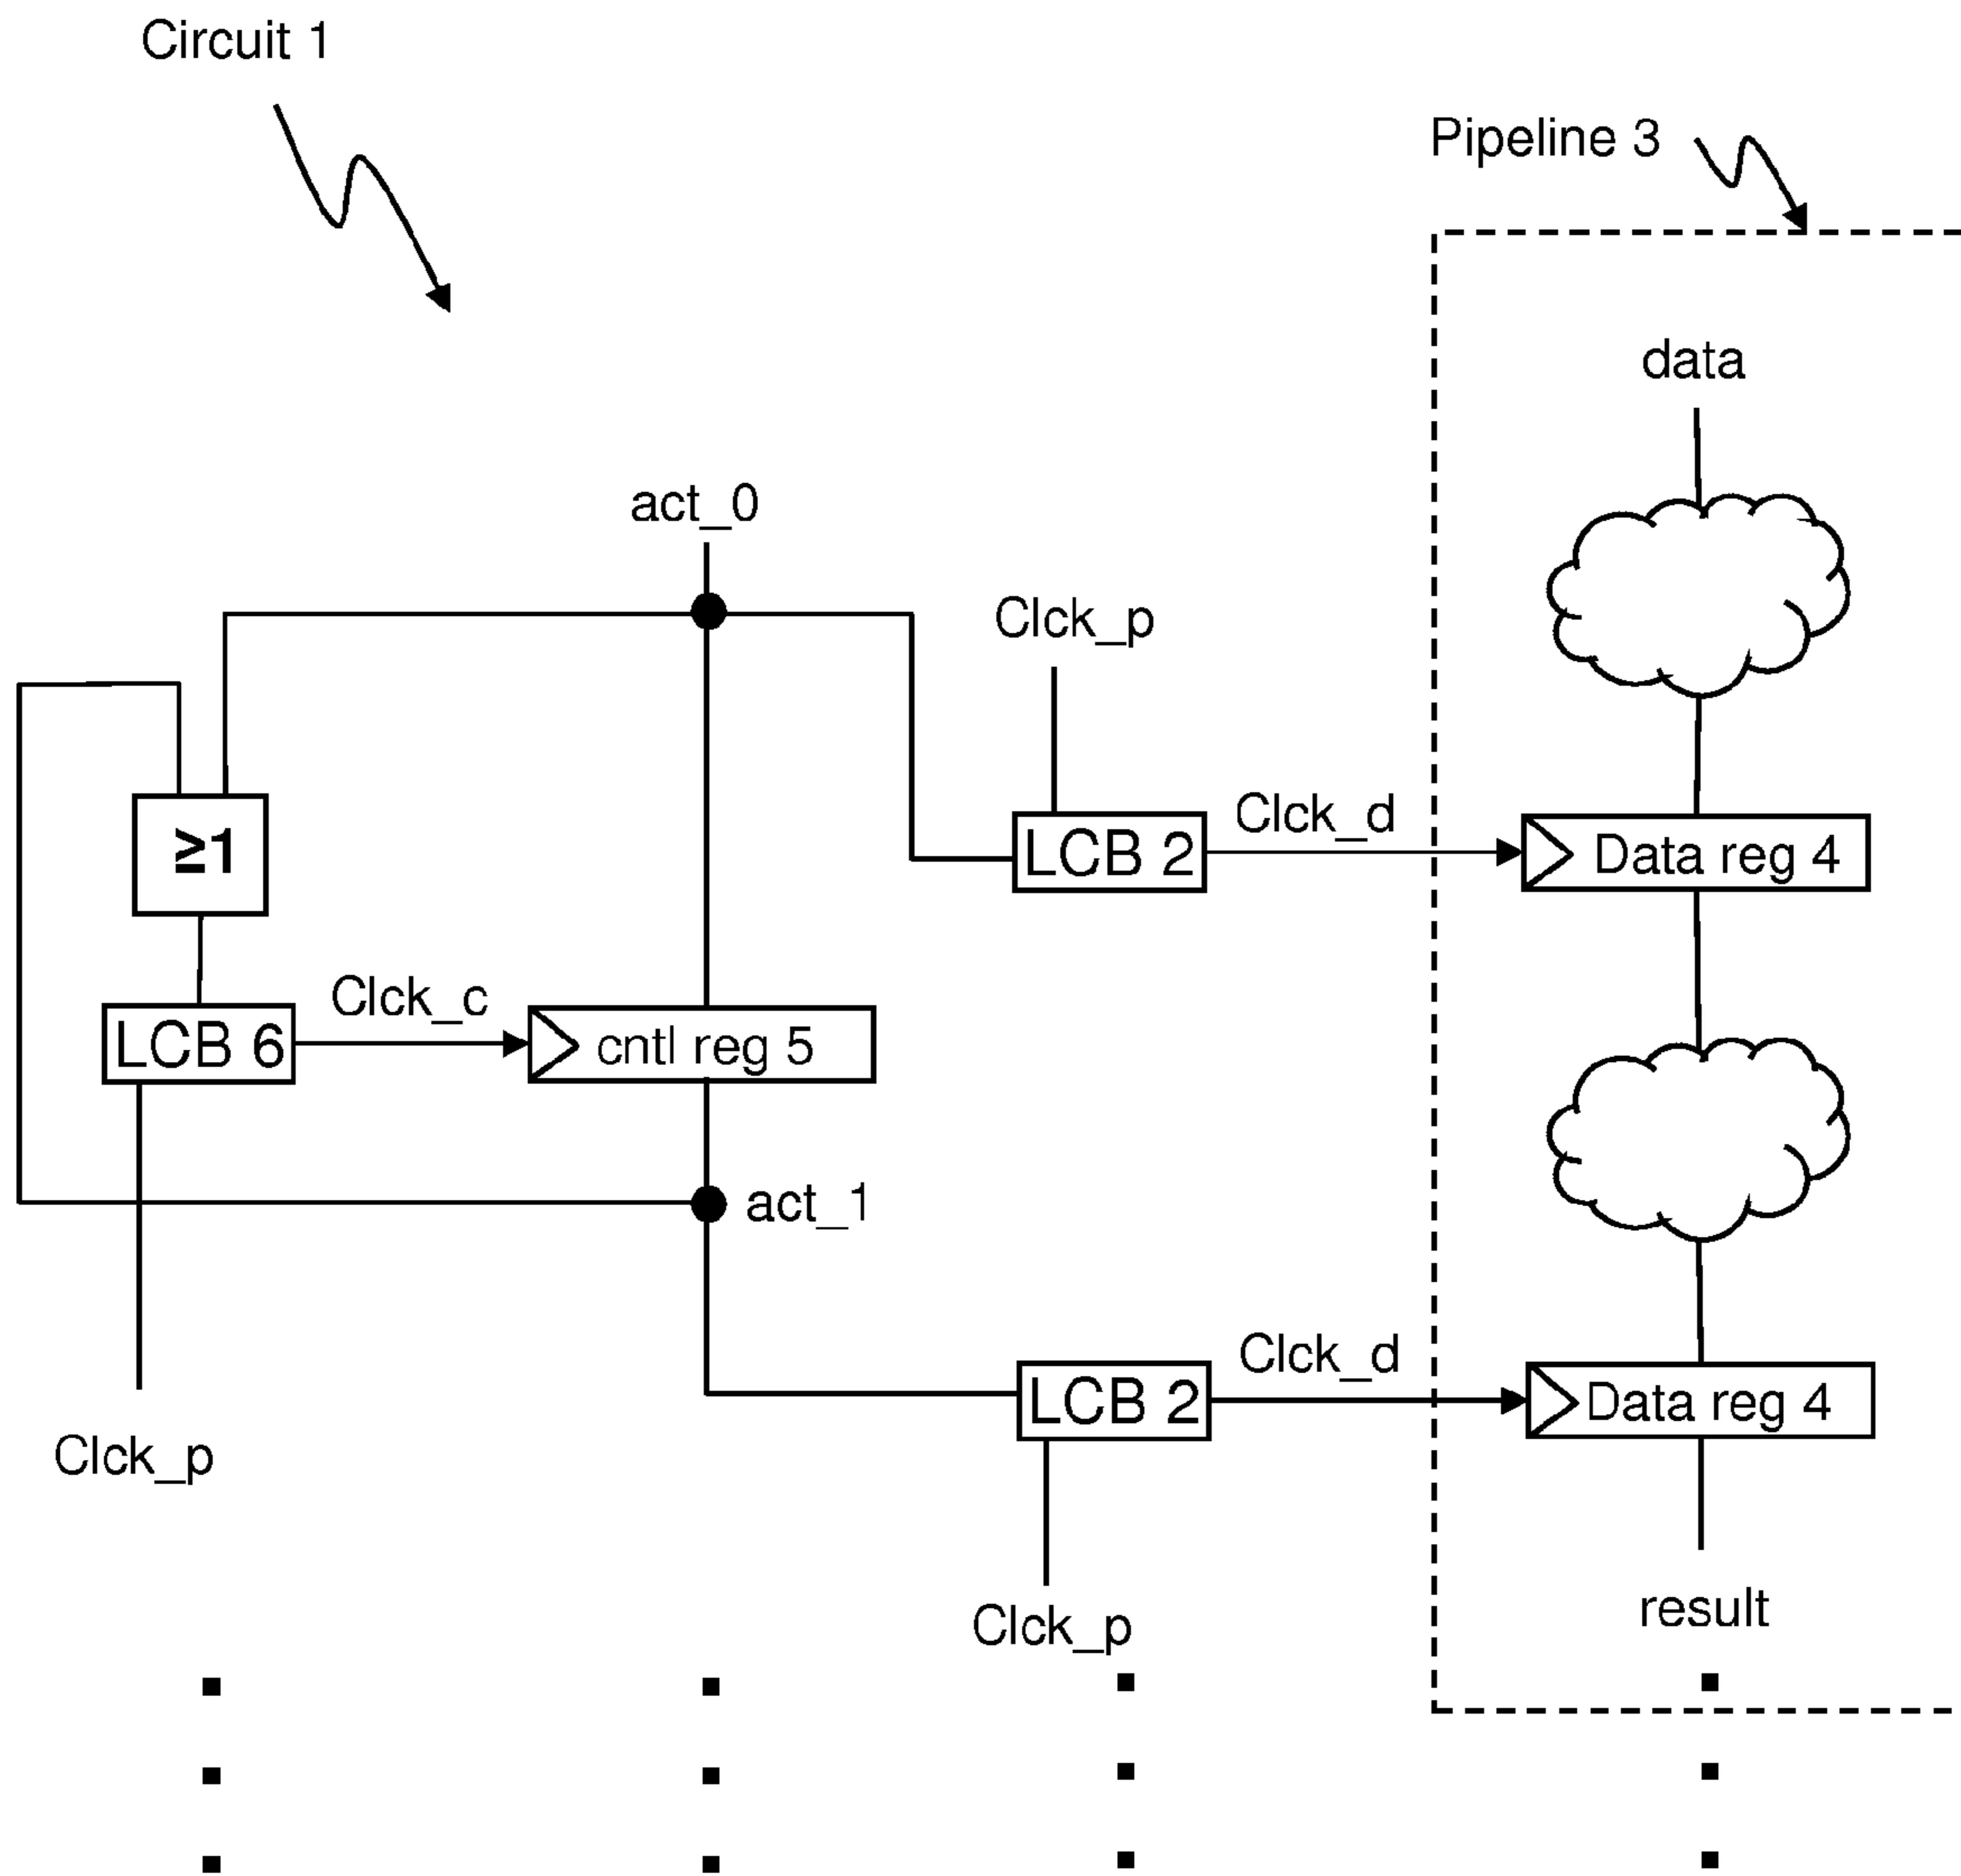 Circuit 1
Pipeline 3
data
act_0
Clck_p
≥1
LCB 2
Clck_d
Data reg 4
LCB 6
Clck_c
cntl reg 5
act_1
LCB 2
Clck_d
Data reg 4
Clck_p
Clck_p
result